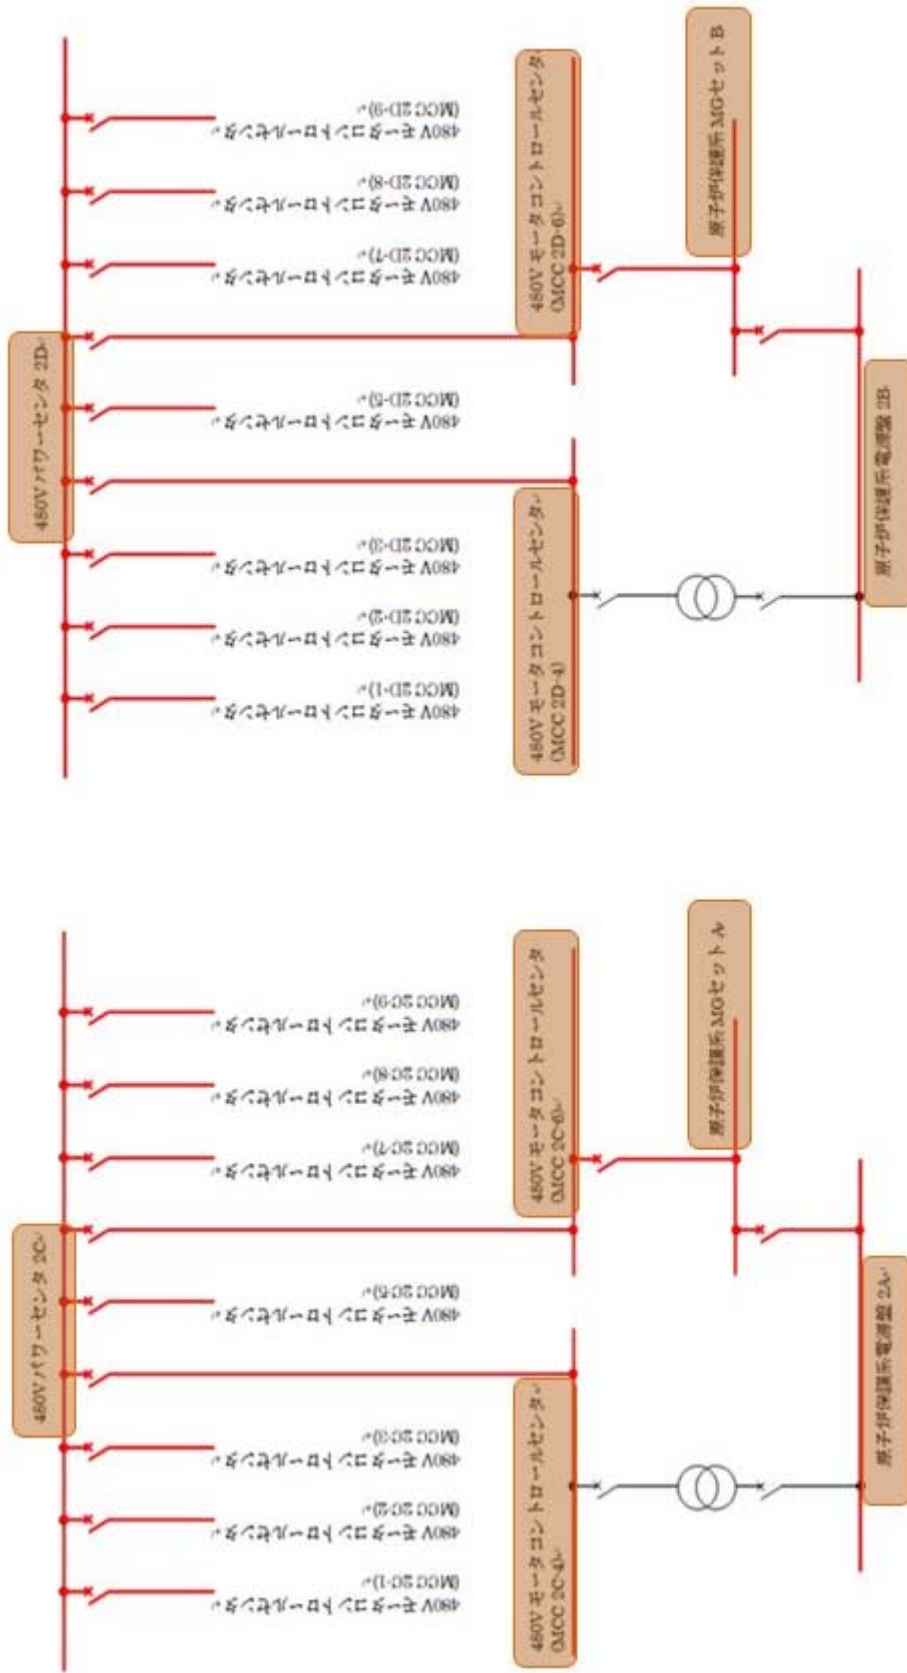 480V パワーセンタ 2C
480V モータコントロールセンタ
(MCC 2C-1)
480V モータコントロールセンタ
(MCC 2C-2)
480V モータコントロールセンタ
(MCC 2C-3)
480V モータコントロールセンタ
(MCC 2C-5)
480V モータコントロールセンタ
(MCC 2C-7)
480V モータコントロールセンタ
(MCC 2C-8)
480V モータコントロールセンタ
(MCC 2C-9)
480V モータコントロールセンタ
(MCC 2C-4)
480V モータコントロールセンタ
(MCC 2C-6)
原子炉保護系 MGセット A
原子炉保護系電源盤 2A
480V パワーセンタ 2D
480V モータコントロールセンタ
(MCC 2D-1)
480V モータコントロールセンタ
(MCC 2D-2)
480V モータコントロールセンタ
(MCC 2D-3)
480V モータコントロールセンタ
(MCC 2D-5)
480V モータコントロールセンタ
(MCC 2D-7)
480V モータコントロールセンタ
(MCC 2D-8)
480V モータコントロールセンタ
(MCC 2D-9)
480V モータコントロールセンタ
(MCC 2D-4)
480V モータコントロールセンタ
(MCC 2D-6)
原子炉保護系 MGセット B
原子炉保護系電源盤 2B